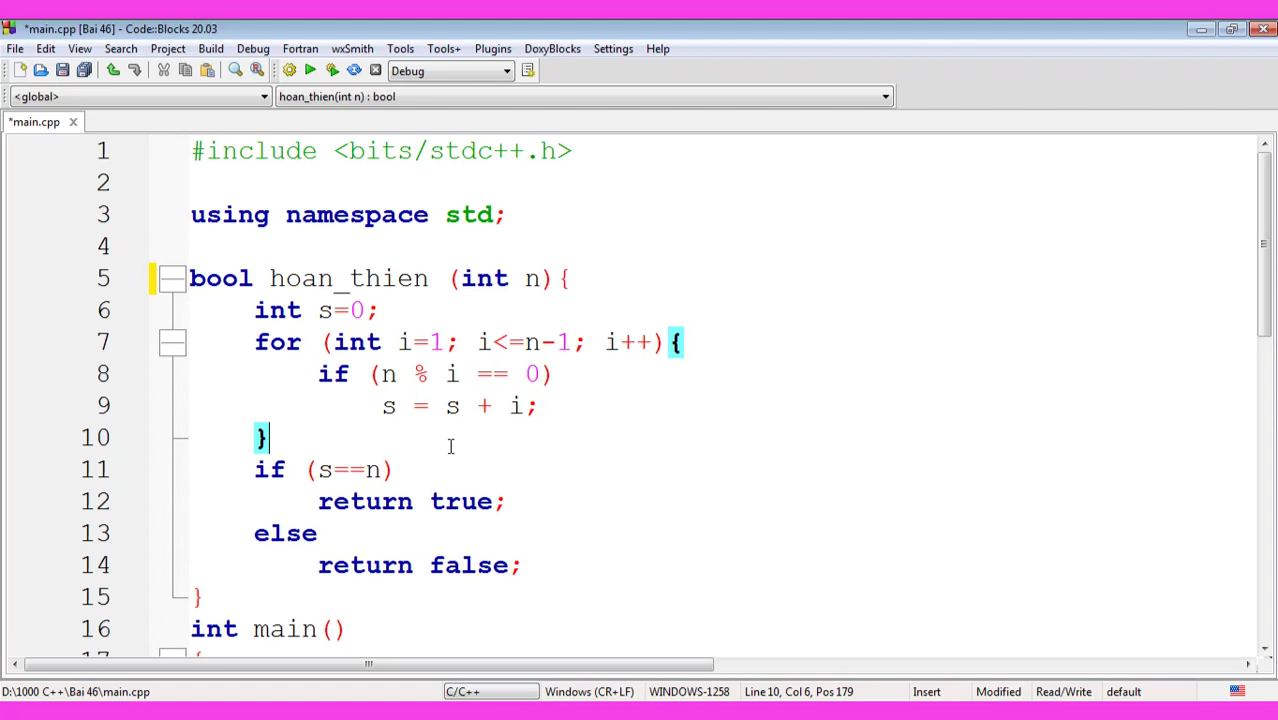 *main.cpp [Bai 46] - Code::Blocks 20.03
File Edit View Search Project Build Debug Fortran wxSmith Tools Tools+ Plugins DoxyBlocks Settings Help
Debug
<global> hoan_thien(int n) : bool
*main.cpp
1 #include <bits/stdc++.h>
2
3 using namespace std;
4
5 bool hoan_thien (int n){
6 int s=0;
7 for (int i=1; i<=n-1; i++){
8 if (n % i == 0)
9 s = s + i;
10 }
11 if (s==n)
12 return true;
13 else
14 return false;
15 }
16 int main()
D:\1000 C++\Bai 46\main.cpp C/C++ Windows (CR+LF) WINDOWS-1258 Line 10, Col 6, Pos 179 Insert Modified Read/Write default